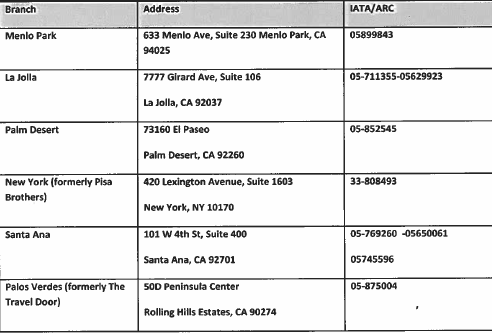 Branch Address IATA/ARC
Menlo Park 633 Menlo Ave, Suite 230 Menlo Park, CA 05899843
94025
La Jolla 7777 Girard Ave, Suite 106 05-711355-05629923
La Jolla, CA 92037
Palm Desert 73160 El Paseo 05-852545
Palm Desert, CA 92260
New York (formerly Pisa 420 Lexington Avenue, Suite 1603 33-808493
Brothers)
New York, NY 10170
Santa Ana 101 W 4th St, Suite 400 05-769260 -05650061
Santa Ana, CA 92701 05745596
Palos Verdes (formerly The 50D Peninsula Center 05-875004
Travel Door)
Rolling Hills Estates, CA 90274